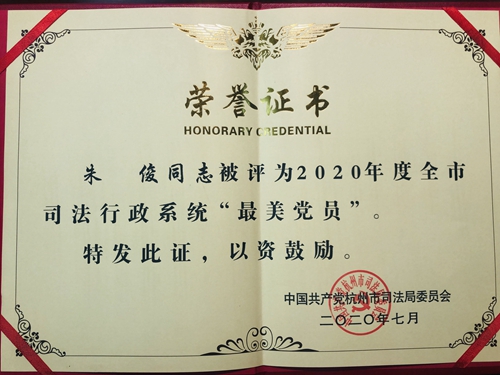 荣誉证书
HONORARY CREDENTIAL
朱 俊同志被评为2020年度全市
司法行政系统“最美党员”。
特发此证，以资鼓励。
中国共产党杭州市司法局委员会
二〇二〇年七月